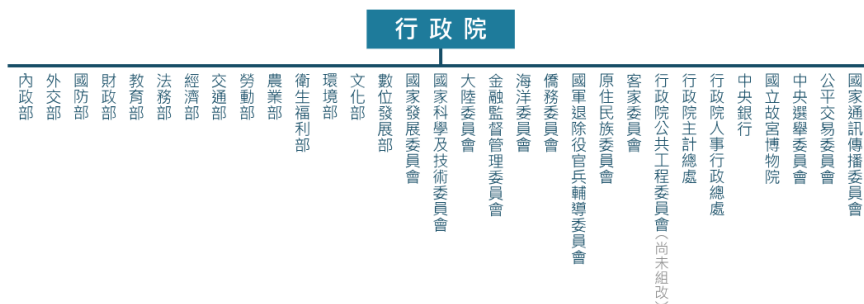 行政院
內政部
外交部
國防部
財政部
教育部
法務部
經濟部
交通部
勞動部
農業部
衛生福利部
環境部
文化部
數位發展部
國家發展委員會
國家科學及技術委員會
大陸委員會
金融監督管理委員會
海洋委員會
僑務委員會
國軍退除役官兵輔導委員會
原住民族委員會
客家委員會
行政院公共工程委員會(尚未組改)
行政院主計總處
行政院人事行政總處
中央銀行
國立故宮博物院
中央選舉委員會
公平交易委員會
國家通訊傳播委員會